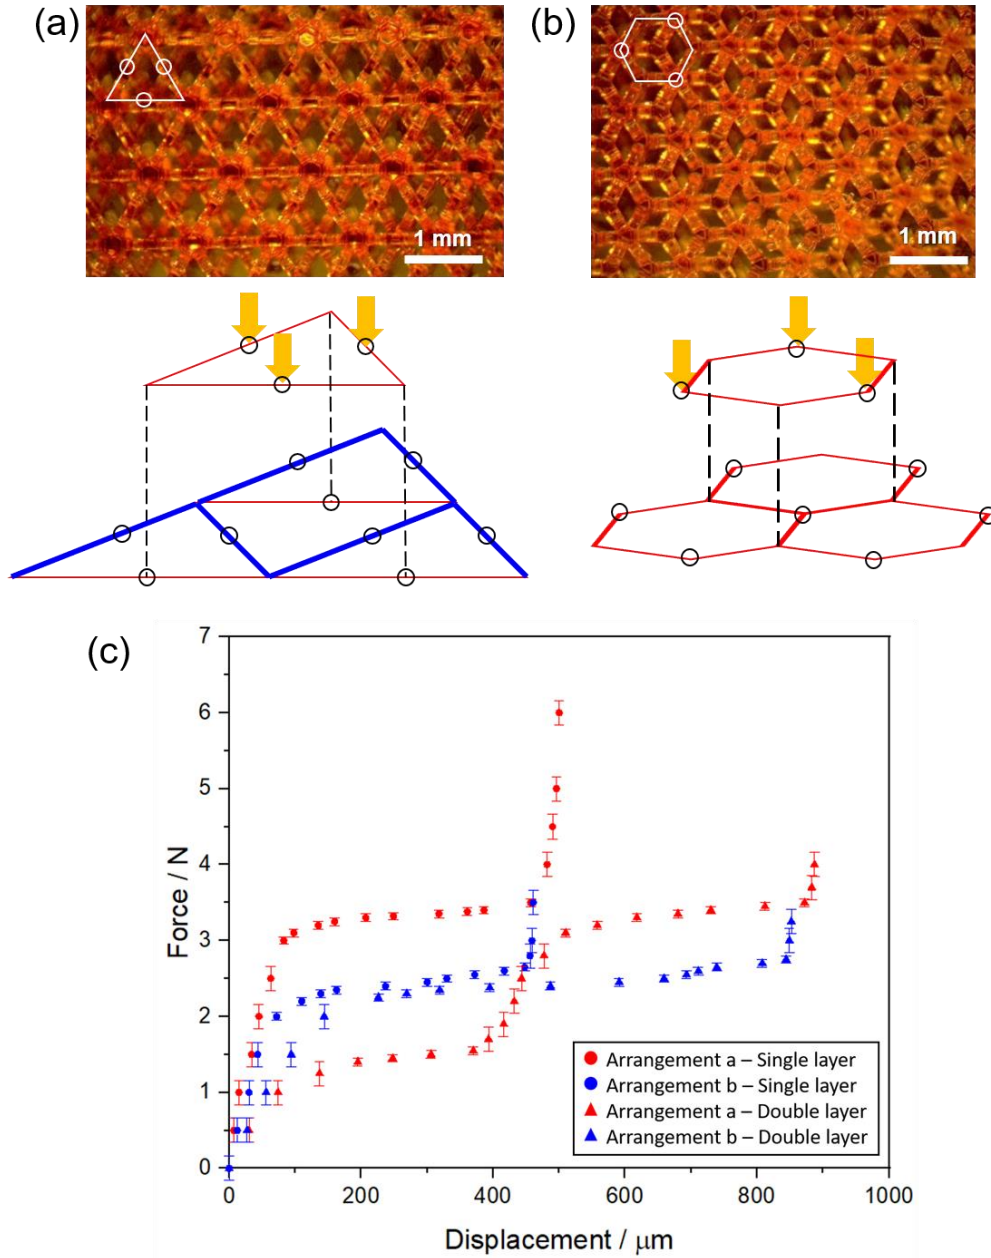 (a)
(b)
1 mm
1 mm
(c)
7
6
5
4
3
2
1
0
Force / N
Arrangement a – Single layer
Arrangement b – Single layer
Arrangement a – Double layer
Arrangement b – Double layer
0
200
400
600
800
1000
Displacement / μm